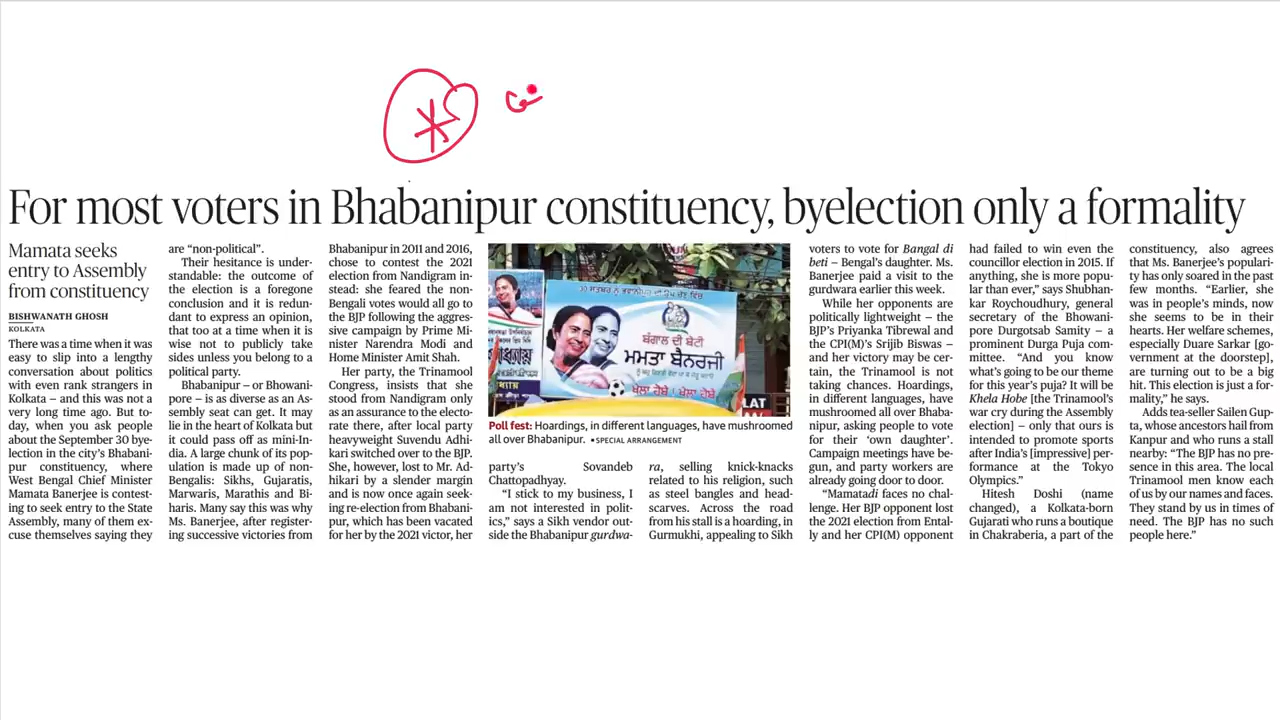 For most voters in Bhabanipur constituency, byelection only a formality
Mamata seeks
entry to Assembly
from constituency
BISHWANATH GHOSH
KOLKATA
There was a time when it was
easy to slip into a lengthy
conversation about politics
with even rank strangers in
Kolkata – and this was not a
very long time ago. But to-
day, when you ask people
about the September 30 bye-
lection in the city's Bhabani-
pur constituency, where
West Bengal Chief Minister
Mamata Banerjee is contest-
ing to seek entry to the State
Assembly, many of them ex-
cuse themselves saying they
are “non-political”.
Their hesitance is under-
standable: the outcome of
the election is a foregone
conclusion and it is redun-
dant to express an opinion,
that too at a time when it is
wise not to publicly take
sides unless you belong to a
political party.
Bhabanipur – or Bhowani-
pore – is as diverse as an As-
sembly seat can get. It may
lie in the heart of Kolkata but
it could pass off as mini-In-
dia. A large chunk of its pop-
ulation is made up of non-
Bengalis: Sikhs, Gujaratis,
Marwaris, Marathis and Bi-
haris. Many say this was why
Ms. Banerjee, after register-
ing successive victories from
Bhabanipur in 2011 and 2016,
chose to contest the 2021
election from Nandigram in-
stead: she feared the non-
Bengali votes would all go to
the BJP following the aggres-
sive campaign by Prime Mi-
nister Narendra Modi and
Home Minister Amit Shah.
Her party, the Trinamool
Congress, insists that she
stood from Nandigram only
as an assurance to the electo-
rate there, after local party
heavyweight Suvendu Adhi-
kari switched over to the BJP.
She, however, lost to Mr. Ad-
hikari by a slender margin
and is now once again seek-
ing re-election from Bhabani-
pur, which has been vacated
for her by the 2021 victor, her
ਬੰਗਾਲ ਦੀ ਬੇਟੀ
ਮਮਤਾ ਬੈਨਰਜੀ
LAT
Poll fest: Hoardings, in different languages, have mushroomed
all over Bhabanipur. ▪SPECIAL ARRANGEMENT
party's Sovandeb
Chattopadhyay.
“I stick to my business, I
am not interested in polit-
ics,” says a Sikh vendor out-
side the Bhabanipur gurdwa-
ra, selling knick-knacks
related to his religion, such
as steel bangles and head-
scarves. Across the road
from his stall is a hoarding, in
Gurmukhi, appealing to Sikh
voters to vote for Bangal di
beti – Bengal's daughter. Ms.
Banerjee paid a visit to the
gurdwara earlier this week.
While her opponents are
politically lightweight – the
BJP's Priyanka Tibrewal and
the CPI(M)'s Srijib Biswas –
and her victory may be cer-
tain, the Trinamool is not
taking chances. Hoardings,
in different languages, have
mushroomed all over Bhaba-
nipur, asking people to vote
for their ‘own daughter’.
Campaign meetings have be-
gun, and party workers are
already going door to door.
“Mamatadi faces no chal-
lenge. Her BJP opponent lost
the 2021 election from Ental-
ly and her CPI(M) opponent
had failed to win even the
councillor election in 2015. If
anything, she is more popu-
lar than ever,” says Shubhan-
kar Roychoudhury, general
secretary of the Bhowani-
pore Durgotsab Samity – a
prominent Durga Puja com-
mittee. “And you know
what's going to be our theme
for this year's puja? It will be
Khela Hobe [the Trinamool's
war cry during the Assembly
election] – only that ours is
intended to promote sports
after India's [impressive] per-
formance at the Tokyo
Olympics.”
Hitesh Doshi (name
changed), a Kolkata-born
Gujarati who runs a boutique
in Chakraberia, a part of the
constituency, also agrees
that Ms. Banerjee's populari-
ty has only soared in the past
few months. “Earlier, she
was in people's minds, now
she seems to be in their
hearts. Her welfare schemes,
especially Duare Sarkar [go-
vernment at the doorstep],
are turning out to be a big
hit. This election is just a for-
mality,” he says.
Adds tea-seller Sailen Gup-
ta, whose ancestors hail from
Kanpur and who runs a stall
nearby: “The BJP has no pre-
sence in this area. The local
Trinamool men know each
of us by our names and faces.
They stand by us in times of
need. The BJP has no such
people here.”